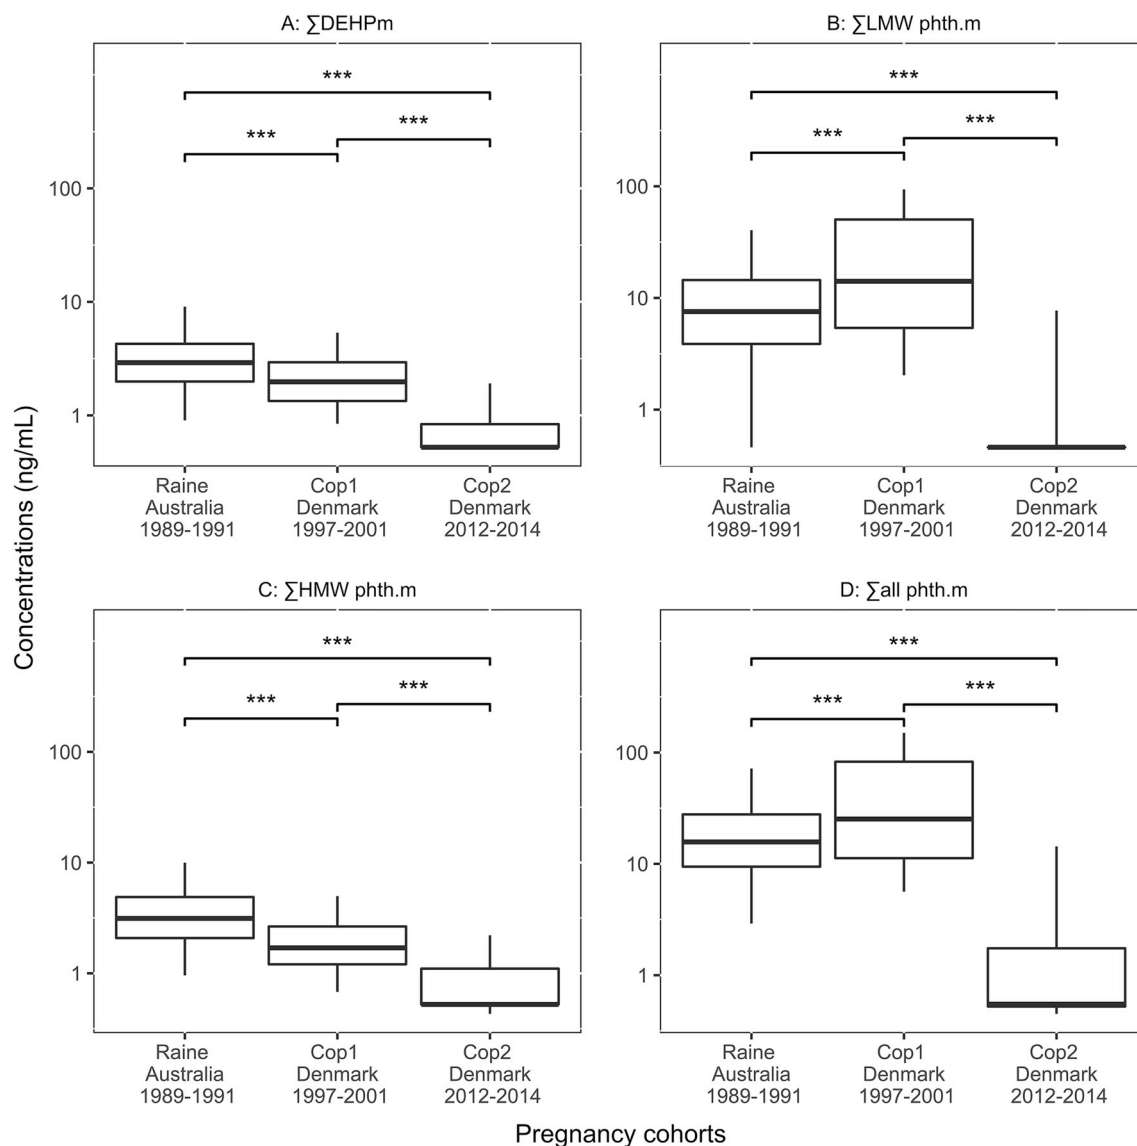 A: ∑DEHPm
B: ∑LMW phth.m
***
***
***
***
***
***
100
10
1
100
10
1
Raine
Australia
1989-1991
Cop1
Denmark
1997-2001
Cop2
Denmark
2012-2014
Raine
Australia
1989-1991
Cop1
Denmark
1997-2001
Cop2
Denmark
2012-2014
Concentrations (ng/mL)
C: ∑HMW phth.m
D: ∑all phth.m
***
***
***
***
***
***
100
10
1
100
10
1
Raine
Australia
1989-1991
Cop1
Denmark
1997-2001
Cop2
Denmark
2012-2014
Raine
Australia
1989-1991
Cop1
Denmark
1997-2001
Cop2
Denmark
2012-2014
Pregnancy cohorts